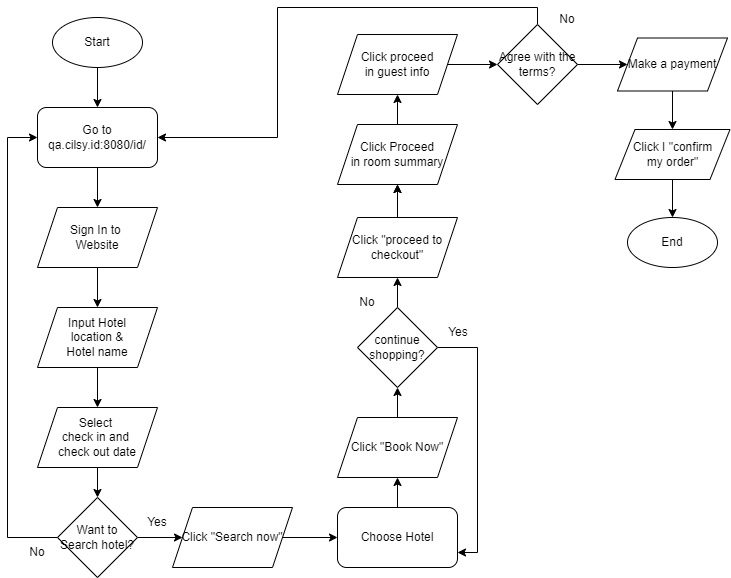 Start
Go to
qa.cilsy.id:8080/id/
Sign In to
Website
Input Hotel
location &
Hotel name
Select
check in and
check out date
Want to
Search hotel?
No
Yes
Click "Search now"
Choose Hotel
Click "Book Now"
continue
shopping?
Yes
No
Click "proceed to
checkout"
Click Proceed
in room summary
Click proceed
in guest info
Agree with the
terms?
No
Make a payment
Click I "confirm
my order"
End